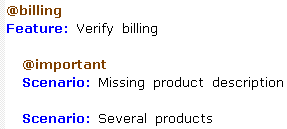 @billing
Feature: Verify billing
@important
Scenario: Missing product description
Scenario: Several products